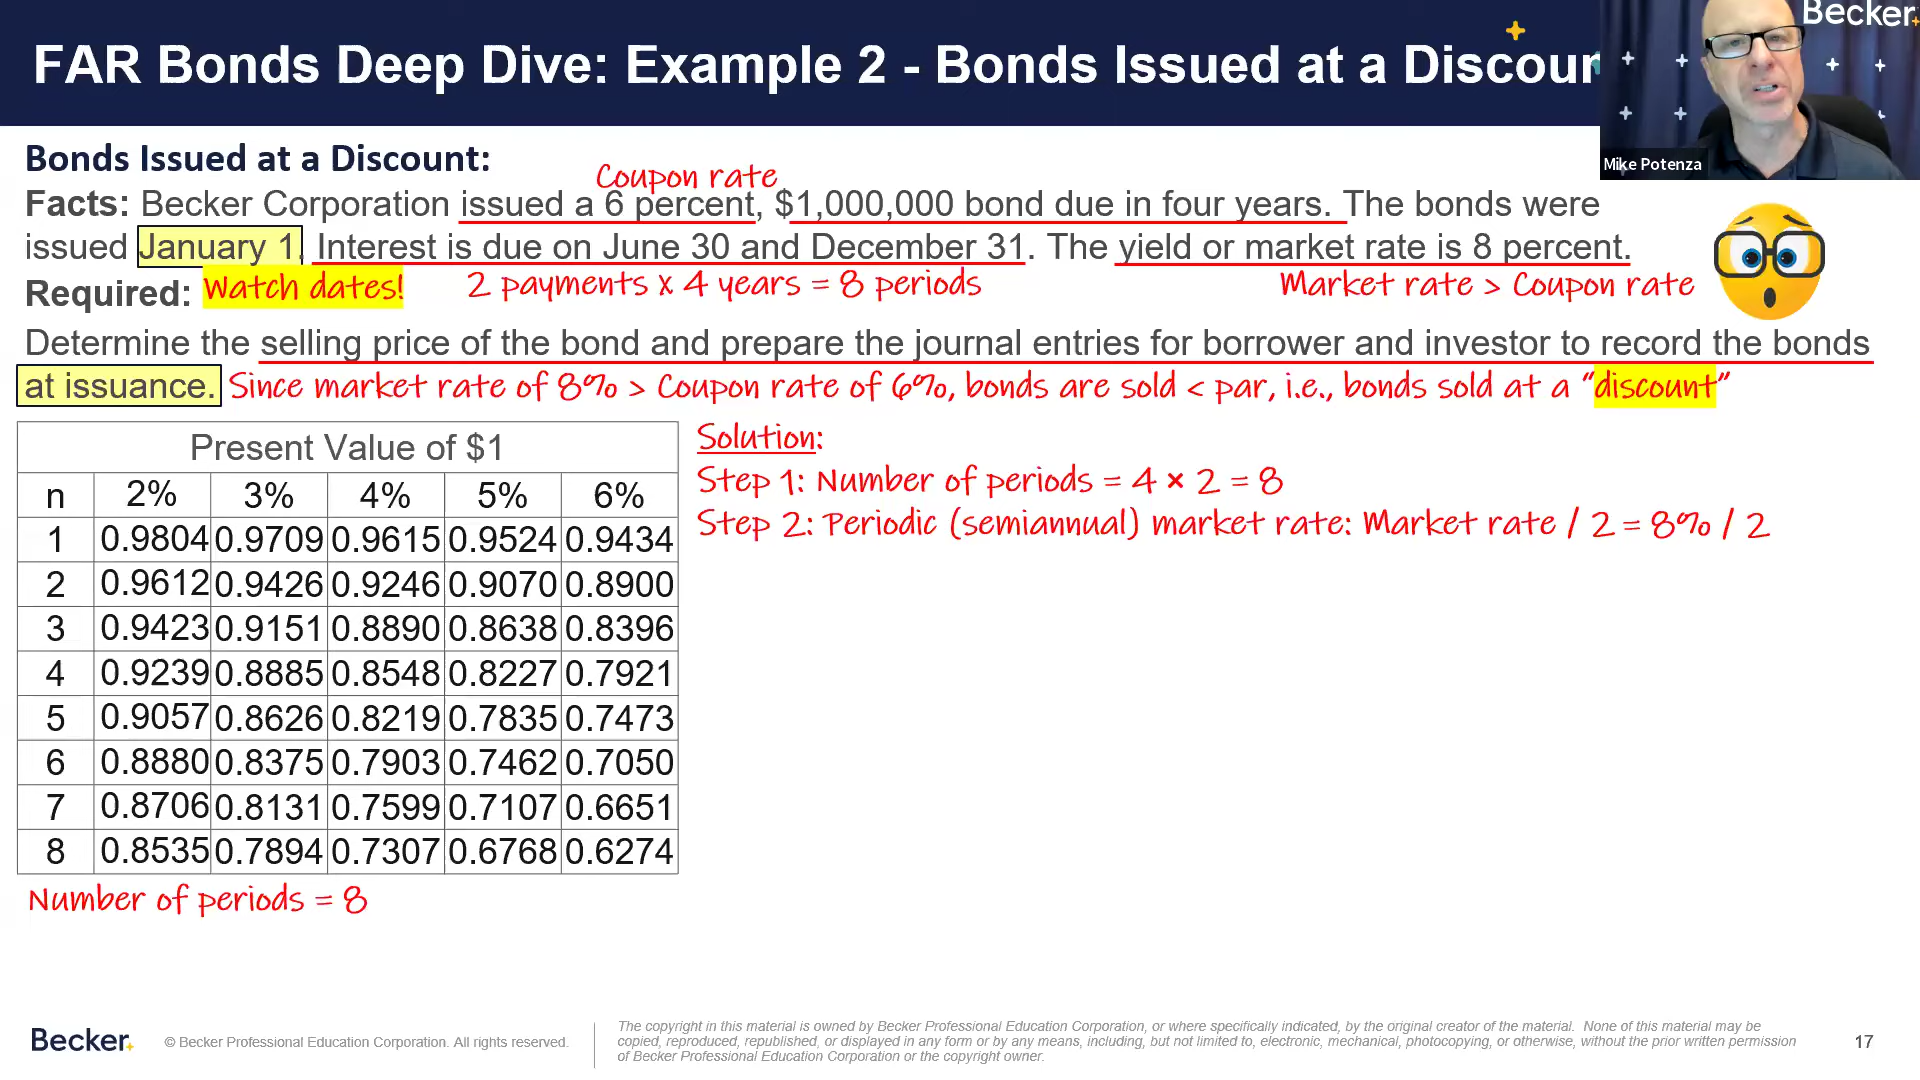 Becker
FAR Bonds Deep Dive: Example 2 - Bonds Issued at a Discoun
Mike Potenza
Bonds Issued at a Discount:
Coupon rate
Facts: Becker Corporation issued a 6 percent, $1,000,000 bond due in four years. The bonds were
issued January 1. Interest is due on June 30 and December 31. The yield or market rate is 8 percent.
Required: Watch dates! 2 payments x 4 years = 8 periods Market rate > Coupon rate
Determine the selling price of the bond and prepare the journal entries for borrower and investor to record the bonds
at issuance. Since market rate of 8% > Coupon rate of 6%, bonds are sold < par, i.e., bonds sold at a “discount”
Present Value of $1
n 2% 3% 4% 5% 6%
1 0.9804 0.9709 0.9615 0.9524 0.9434
2 0.9612 0.9426 0.9246 0.9070 0.8900
3 0.9423 0.9151 0.8890 0.8638 0.8396
4 0.9239 0.8885 0.8548 0.8227 0.7921
5 0.9057 0.8626 0.8219 0.7835 0.7473
6 0.8880 0.8375 0.7903 0.7462 0.7050
7 0.8706 0.8131 0.7599 0.7107 0.6651
8 0.8535 0.7894 0.7307 0.6768 0.6274
Number of periods = 8
Solution:
Step 1: Number of periods = 4 × 2 = 8
Step 2: Periodic (semiannual) market rate: Market rate / 2 = 8% / 2
Becker. © Becker Professional Education Corporation. All rights reserved.
The copyright in this material is owned by Becker Professional Education Corporation, or where specifically indicated, by the original creator of the material. None of this material may be
copied, reproduced, republished, or displayed in any form or by any means, including, but not limited to, electronic, mechanical, photocopying, or otherwise, without the prior written permission
of Becker Professional Education Corporation or the copyright owner.
17